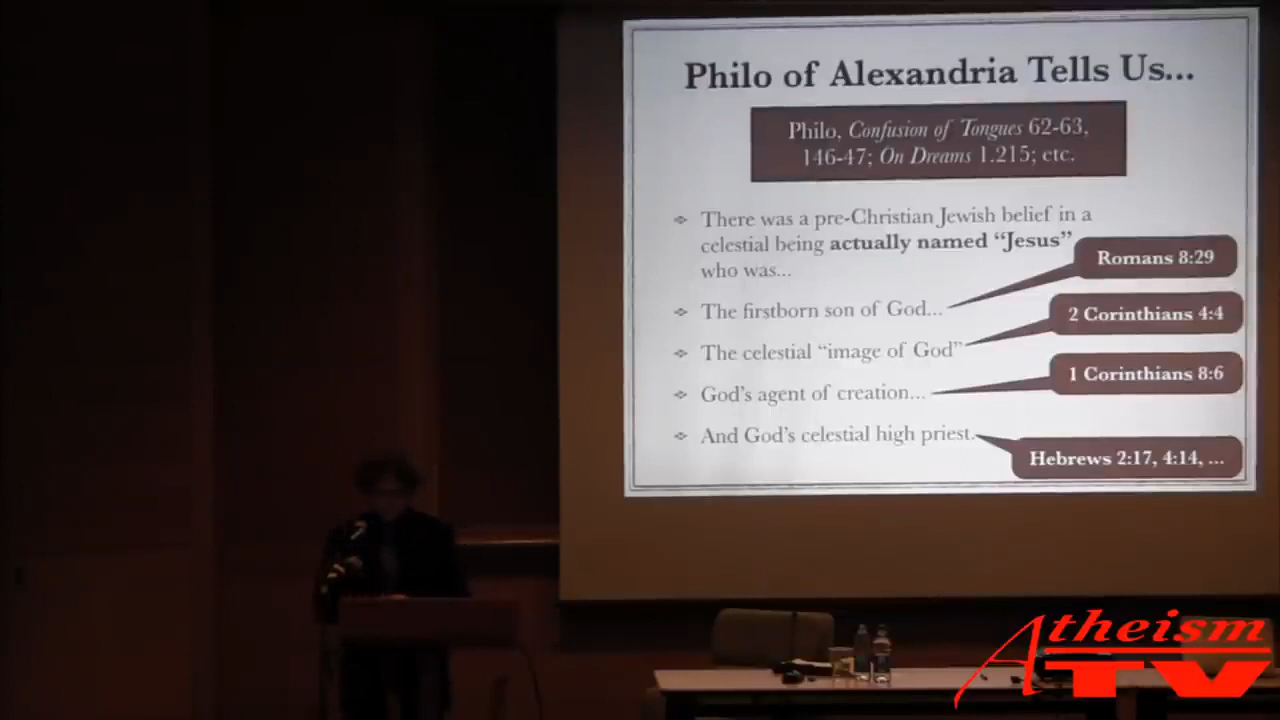 Philo of Alexandria Tells Us...
Philo, Confusion of Tongues 62-63,
146-47; On Dreams 1.215; etc.
There was a pre-Christian Jewish belief in a
celestial being actually named “Jesus”
who was...
Romans 8:29
The firstborn son of God...
2 Corinthians 4:4
The celestial “image of God”
1 Corinthians 8:6
God’s agent of creation...
And God’s celestial high priest.
Hebrews 2:17, 4:14, ...
Atheism
TV